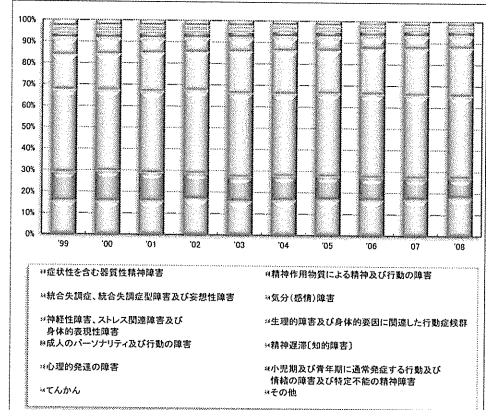 100%
90%
80%
70%
60%
50%
40%
30%
20%
10%
0%
'99 '00 '01 '02 '03 '04 '05 '06 '07 '08
症状性を含む器質性精神障害
精神作用物質による精神及び行動の障害
統合失調症、統合失調症型障害及び妄想性障害
気分(感情)障害
神経性障害、ストレス関連障害及び
身体的表現性障害
生理的障害及び身体的要因に関連した行動症候群
成人のパーソナリティ及び行動の障害
精神遅滞〔知的障害〕
心理的発達の障害
小児期及び青年期に通常発症する行動及び
情緒の障害及び特定不能の精神障害
てんかん
その他